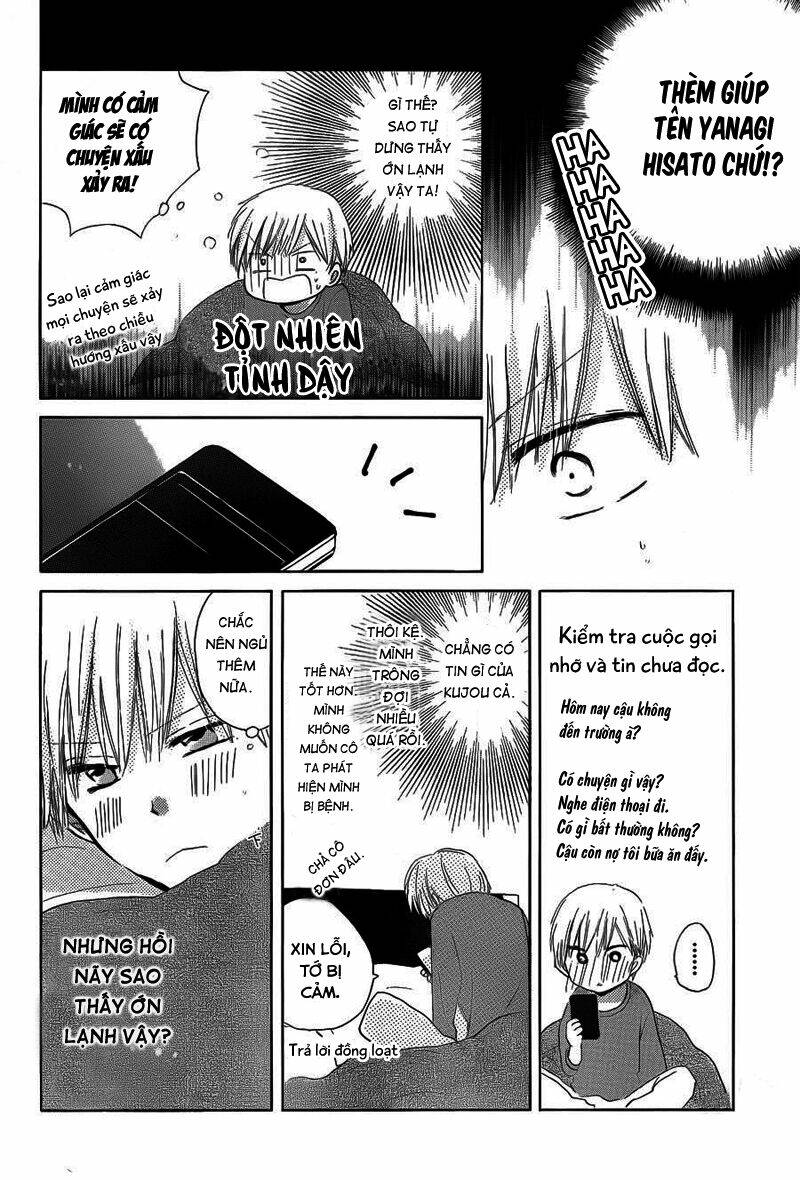 THÈM GIÚP
TÊN YANAGI
HISATO CHÚ!?
HA
HA
HA
HA
HA
HA
GÌ THẾ?
SAO TỰ
DƯNG THẤY
ỚN LẠNH
VẬY TA!
MÌNH CÓ CẢM
GIÁC SẼ CÓ
CHUYỆN XẤU
XẢY RA!
Sao lại cảm giác
mọi chuyện sẽ xảy
ra theo chiều
hướng xấu vậy
ĐỘT NHIÊN
TỈNH DẬY
Kiểm tra cuộc gọi
nhớ và tin chưa đọc.
Hôm nay cậu không
đến trường à?
Có chuyện gì vậy?
Nghe điện thoại đi.
Có gì bất thường không?
Cậu còn nợ tôi bữa ăn đấy.
......
CHẲNG CÓ
TIN GÌ CỦA
KUJOU CẢ.
THÔI KỆ.
MÌNH
TRÔNG
ĐỢI
NHIỀU
QUÁ RỒI.
THẾ NÀY
TỐT HƠN.
MÌNH
KHÔNG
MUỐN CÓ
TA PHÁT
HIỆN MÌNH
BỊ BỆNH.
CHẢ CÓ
ĐƠN ĐÂU.
XIN LỖI,
TỚ BỊ
CẢM.
Trả lời đồng loạt
CHẮC
NÊN NGỦ
THÊM
NỮA.
NHƯNG HỒI
NÃY SAO
THẤY ỚN
LẠNH VẬY?